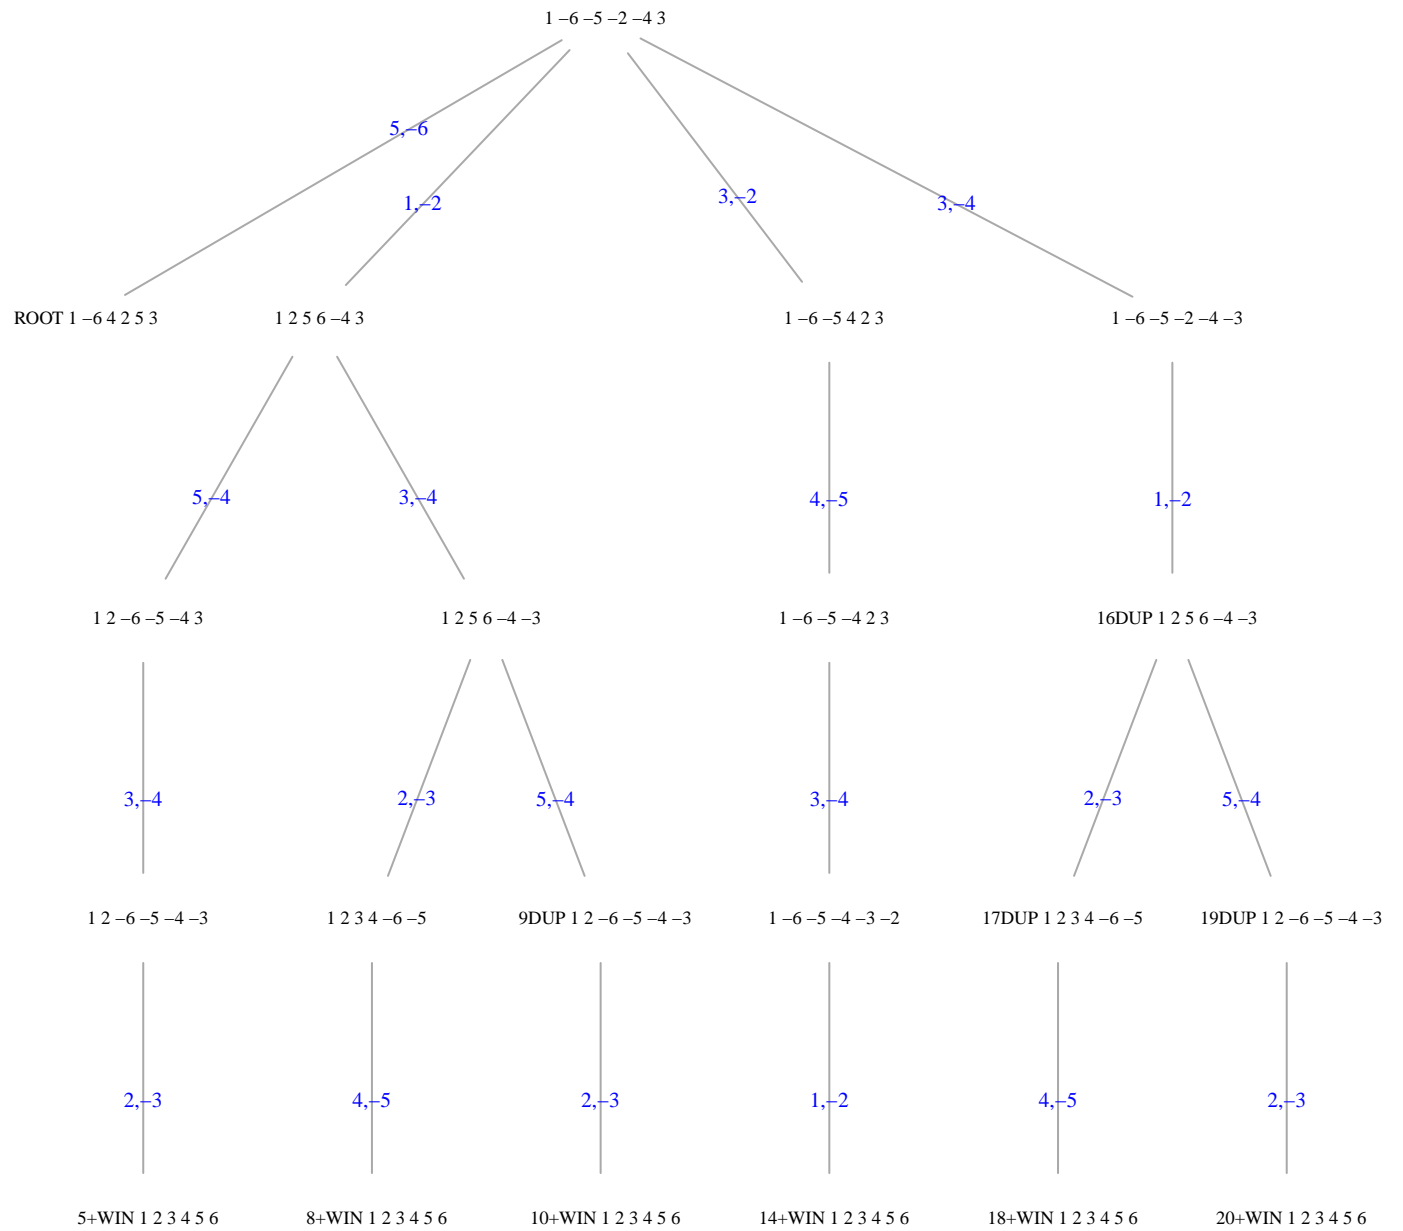 1 –6 –5 –2 –4 3
5,–6
1,–2
3,–2
3,–4
ROOT 1 –6 4 2 5 3
1 2 5 6 –4 3
1 –6 –5 4 2 3
1 –6 –5 –2 –4 –3
5,–4
3,–4
4,–5
1,–2
1 2 –6 –5 –4 3
1 2 5 6 –4 –3
1 –6 –5 –4 2 3
16DUP 1 2 5 6 –4 –3
3,–4
2,–3
5,–4
3,–4
2,–3
5,–4
1 2 –6 –5 –4 –3
1 2 3 4 –6 –5
9DUP 1 2 –6 –5 –4 –3
1 –6 –5 –4 –3 –2
17DUP 1 2 3 4 –6 –5
19DUP 1 2 –6 –5 –4 –3
2,–3
4,–5
2,–3
1,–2
4,–5
2,–3
5+WIN 1 2 3 4 5 6
8+WIN 1 2 3 4 5 6
10+WIN 1 2 3 4 5 6
14+WIN 1 2 3 4 5 6
18+WIN 1 2 3 4 5 6
20+WIN 1 2 3 4 5 6